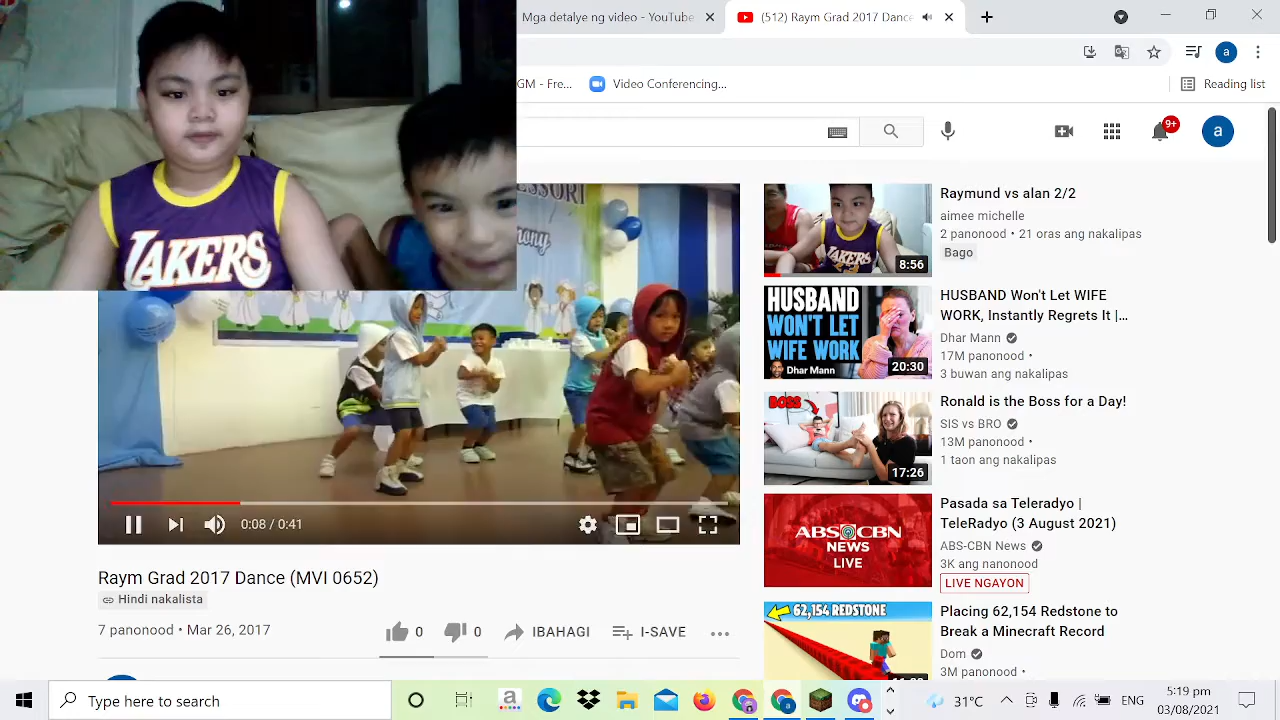 Mga detalye ng video - YouTube
(512) Raym Grad 2017 Dance
a
GM - Fre...
Video Conferencing...
Reading list
9+
a
LAKERS
SSORI
mony
Raymund vs alan 2/2
aimee michelle
2 panonood • 21 oras ang nakalipas
Bago
8:56
HUSBAND
WON'T LET
WIFE WORK
Dhar Mann
20:30
HUSBAND Won't Let WIFE
WORK, Instantly Regrets It |...
Dhar Mann
17M panonood •
3 buwan ang nakalipas
BOSS
17:26
Ronald is the Boss for a Day!
SIS vs BRO
13M panonood •
1 taon ang nakalipas
ABS-CBN
NEWS
LIVE
Pasada sa Teleradyo |
TeleRadyo (3 August 2021)
ABS-CBN News
3K ang nanonood
LIVE NGAYON
62,154 REDSTONE
Placing 62,154 Redstone to
Break a Minecraft Record
Dom
3M panonood •
0:08 / 0:41
Raym Grad 2017 Dance (MVI 0652)
Hindi nakalista
7 panonood • Mar 26, 2017
0
0
IBAHAGI
I-SAVE
Type here to search
31°C
ENG
5:19 pm
03/08/2021